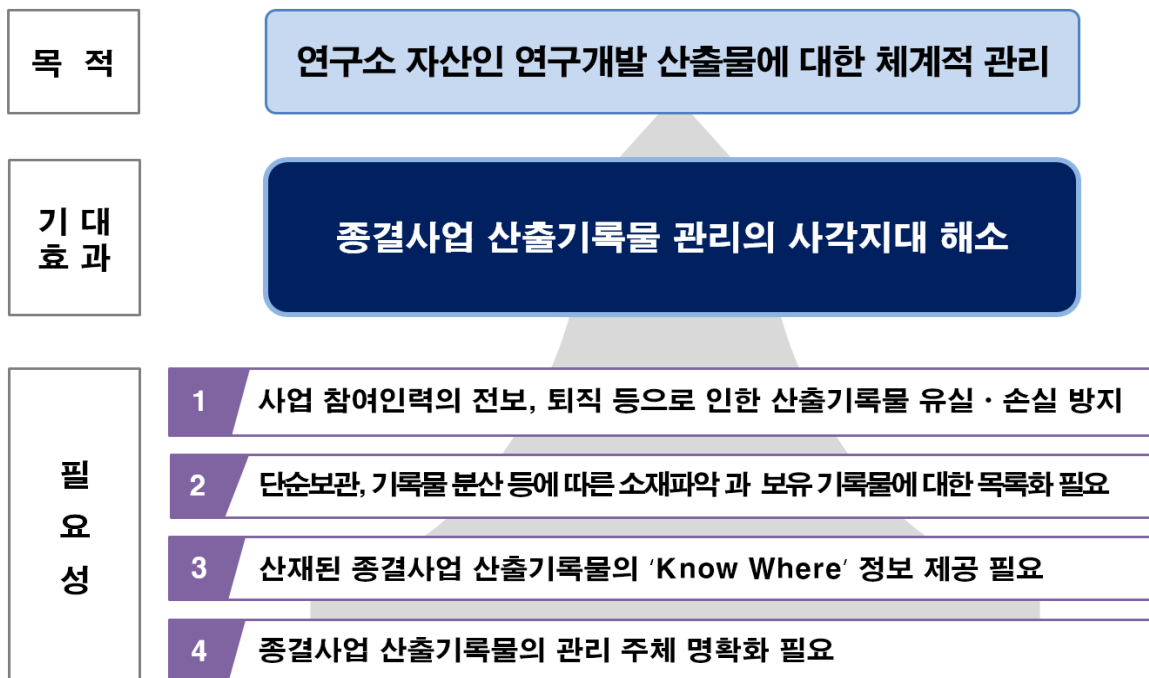 목 적
연구소 자산인 연구개발 산출물에 대한 체계적 관리
기 대
효 과
종결사업 산출기록물 관리의 사각지대 해소
필
요
성
1 사업 참여인력의 전보, 퇴직 등으로 인한 산출기록물 유실 · 손실 방지
2 단순보관, 기록물 분산 등에 따른 소재파악 과 보유 기록물에 대한 목록화 필요
3 산재된 종결사업 산출기록물의 ‘Know Where’ 정보 제공 필요
4 종결사업 산출기록물의 관리 주체 명확화 필요